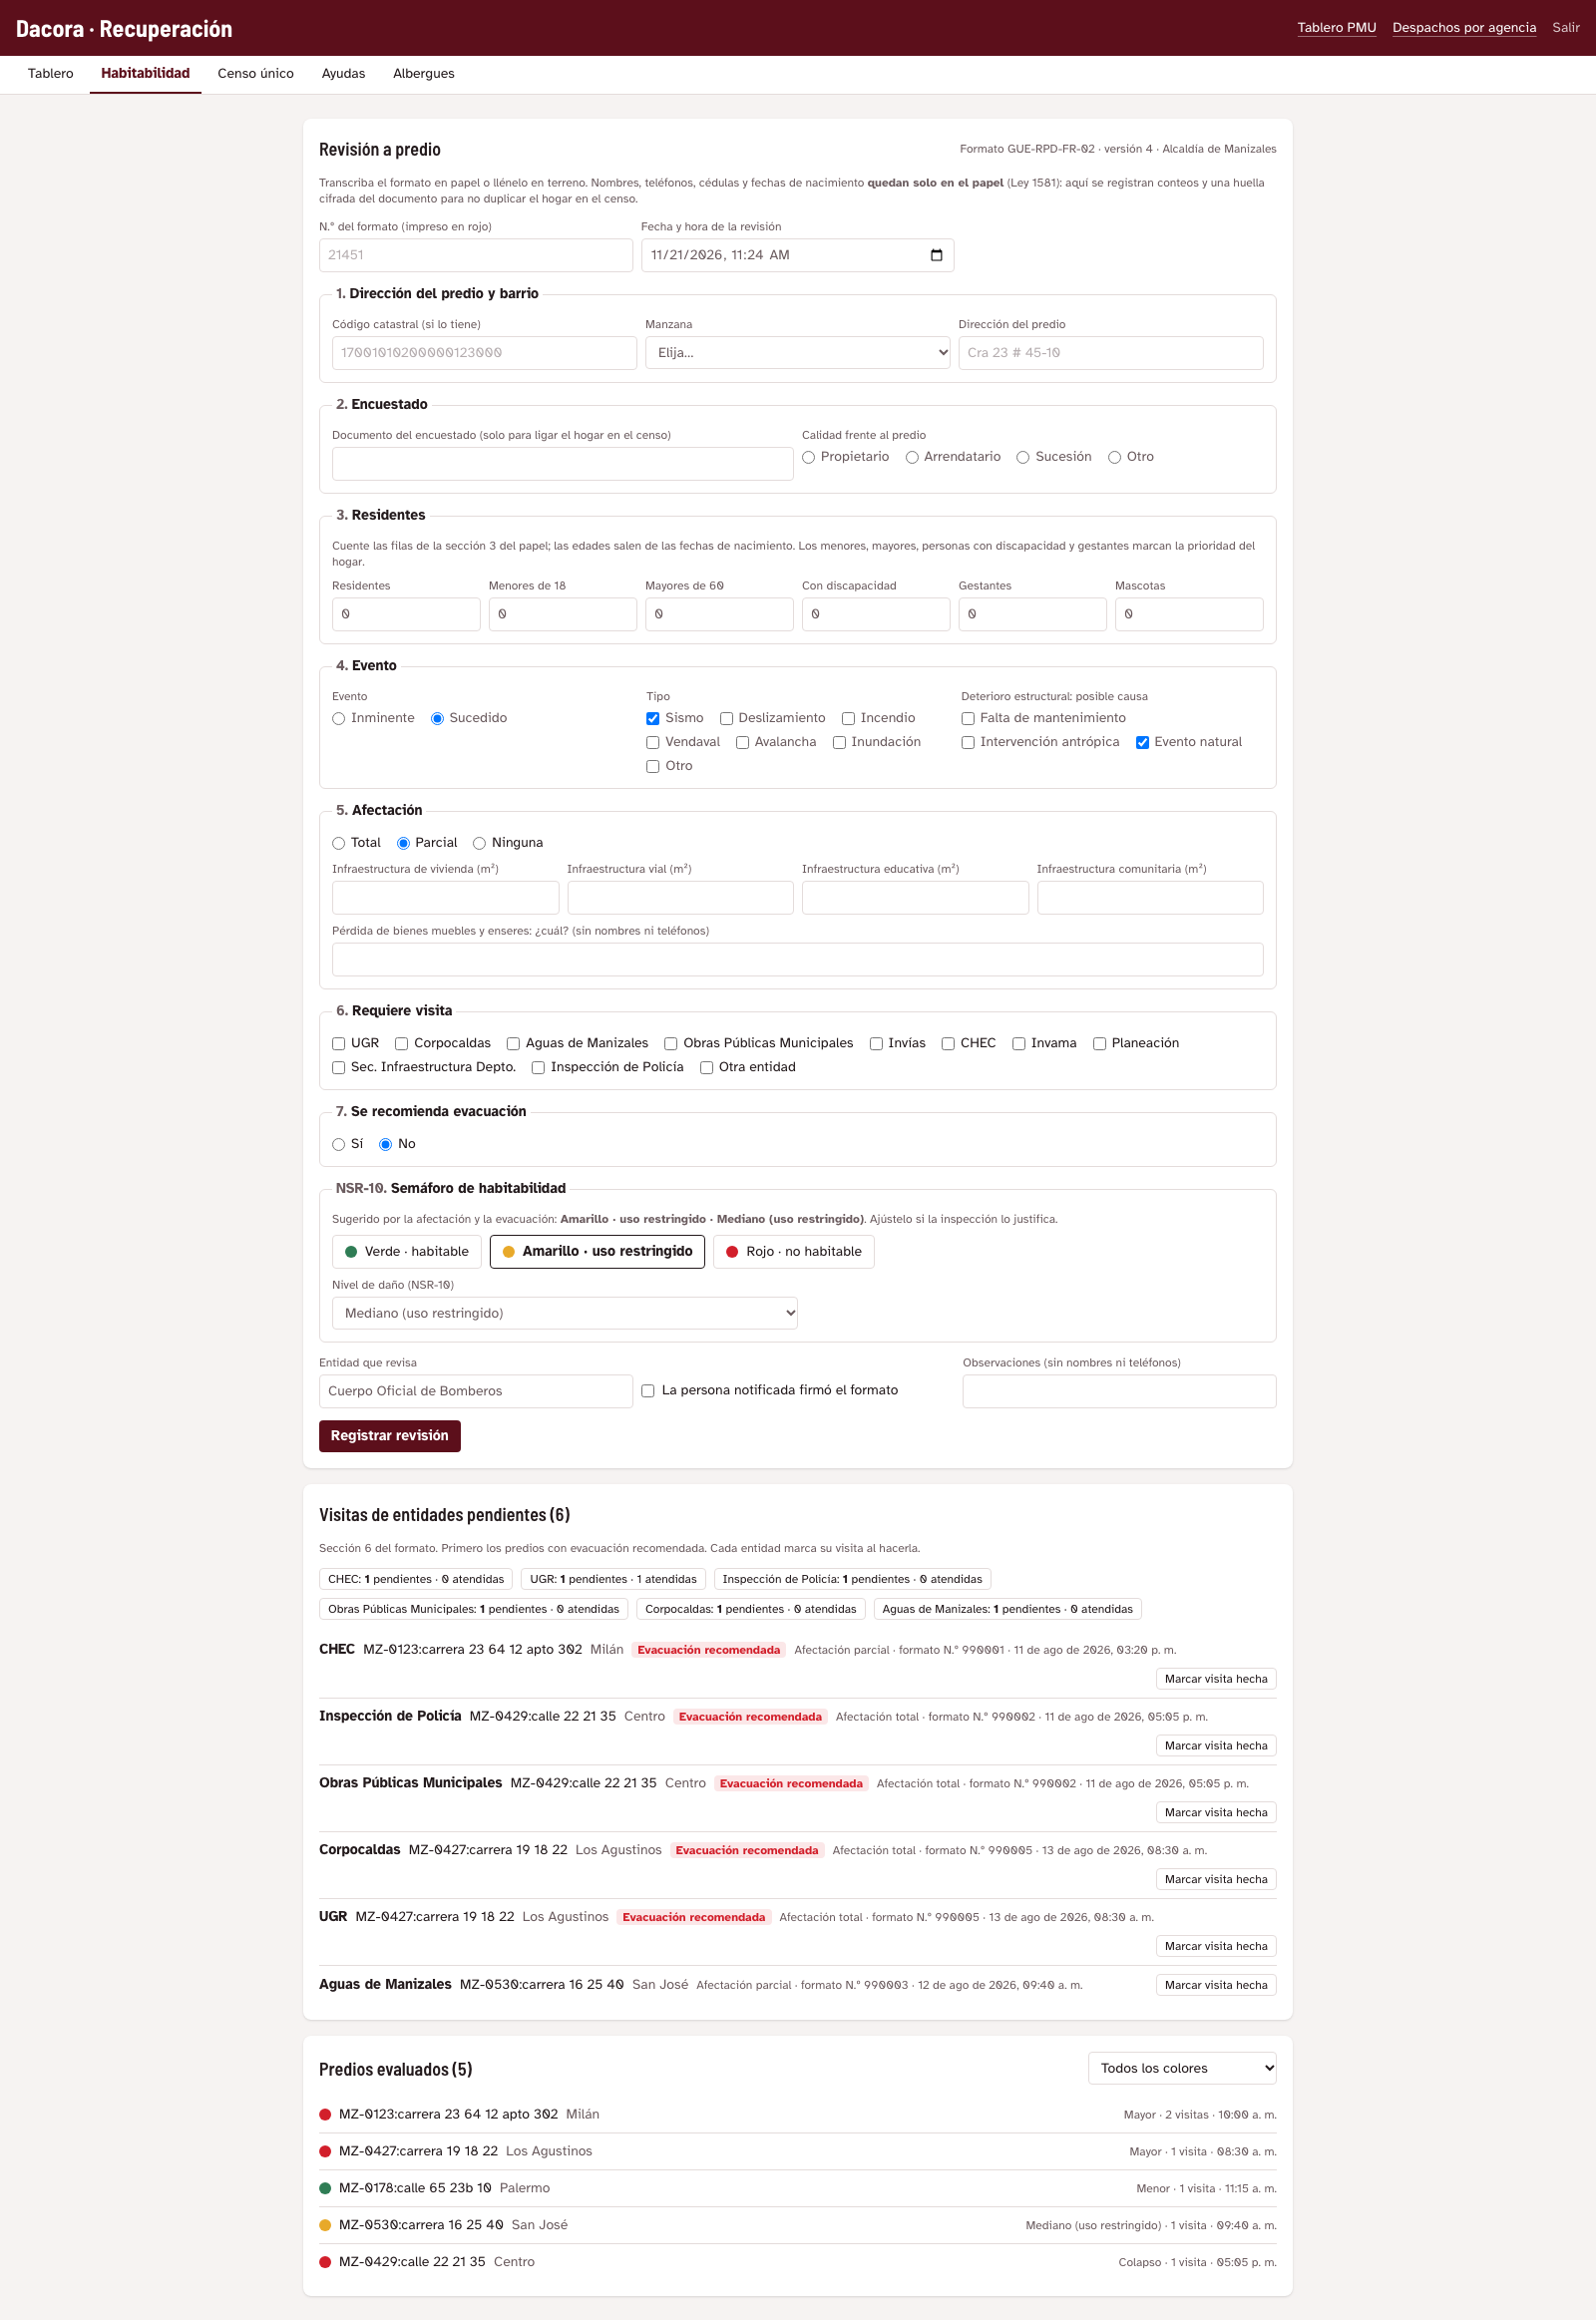 Dacora · Recuperación
Tablero PMU Despachos por agencia Salir
Tablero Habitabilidad Censo único Ayudas Albergues
Revisión a predio
Formato GUE-RPD-FR-02 · versión 4 · Alcaldía de Manizales
Transcriba el formato en papel o llénelo en terreno. Nombres, teléfonos, cédulas y fechas de nacimiento quedan solo en el papel (Ley 1581): aquí se registran conteos y una huella
cifrada del documento para no duplicar el hogar en el censo.
N.° del formato (impreso en rojo) Fecha y hora de la revisión
21451 11/21/2026, 11:24 AM
1. Dirección del predio y barrio
Código catastral (si lo tiene) Manzana Dirección del predio
17001010200000123000 Elija... Cra 23 # 45-10
2. Encuestado
Documento del encuestado (solo para ligar el hogar en el censo) Calidad frente al predio
Propietario Arrendatario Sucesión Otro
3. Residentes
Cuente las filas de la sección 3 del papel; las edades salen de las fechas de nacimiento. Los menores, mayores, personas con discapacidad y gestantes marcan la prioridad del
hogar.
Residentes Menores de 18 Mayores de 60 Con discapacidad Gestantes Mascotas
0 0 0 0 0 0
4. Evento
Evento Tipo Deterioro estructural: posible causa
Inminente Sucedido Sismo Deslizamiento Incendio Falta de mantenimiento
Vendaval Avalancha Inundación Intervención antrópica Evento natural
Otro
5. Afectación
Total Parcial Ninguna
Infraestructura de vivienda (m²) Infraestructura vial (m²) Infraestructura educativa (m²) Infraestructura comunitaria (m²)
Pérdida de bienes muebles y enseres: ¿cuál? (sin nombres ni teléfonos)
6. Requiere visita
UGR Corpocaldas Aguas de Manizales Obras Públicas Municipales Invías CHEC Invama Planeación
Sec. Infraestructura Depto. Inspección de Policía Otra entidad
7. Se recomienda evacuación
Sí No
NSR-10. Semáforo de habitabilidad
Sugerido por la afectación y la evacuación: Amarillo · uso restringido · Mediano (uso restringido). Ajústelo si la inspección lo justifica.
Verde · habitable Amarillo · uso restringido Rojo · no habitable
Nivel de daño (NSR-10)
Mediano (uso restringido)
Entidad que revisa Observaciones (sin nombres ni teléfonos)
Cuerpo Oficial de Bomberos La persona notificada firmó el formato
Registrar revisión
Visitas de entidades pendientes (6)
Sección 6 del formato. Primero los predios con evacuación recomendada. Cada entidad marca su visita al hacerla.
CHEC: 1 pendientes · 0 atendidas UGR: 1 pendientes · 1 atendidas Inspección de Policía: 1 pendientes · 0 atendidas
Obras Públicas Municipales: 1 pendientes · 0 atendidas Corpocaldas: 1 pendientes · 0 atendidas Aguas de Manizales: 1 pendientes · 0 atendidas
CHEC MZ-0123:carrera 23 64 12 apto 302 Milán Evacuación recomendada Afectación parcial · formato N.° 990001 · 11 de ago de 2026, 03:20 p. m.
Marcar visita hecha
Inspección de Policía MZ-0429:calle 22 21 35 Centro Evacuación recomendada Afectación total · formato N.° 990002 · 11 de ago de 2026, 05:05 p. m.
Marcar visita hecha
Obras Públicas Municipales MZ-0429:calle 22 21 35 Centro Evacuación recomendada Afectación total · formato N.° 990002 · 11 de ago de 2026, 05:05 p. m.
Marcar visita hecha
Corpocaldas MZ-0427:carrera 19 18 22 Los Agustinos Evacuación recomendada Afectación total · formato N.° 990005 · 13 de ago de 2026, 08:30 a. m.
Marcar visita hecha
UGR MZ-0427:carrera 19 18 22 Los Agustinos Evacuación recomendada Afectación total · formato N.° 990005 · 13 de ago de 2026, 08:30 a. m.
Marcar visita hecha
Aguas de Manizales MZ-0530:carrera 16 25 40 San José Afectación parcial · formato N.° 990003 · 12 de ago de 2026, 09:40 a. m. Marcar visita hecha
Predios evaluados (5) Todos los colores
MZ-0123:carrera 23 64 12 apto 302 Milán Mayor · 2 visitas · 10:00 a. m.
MZ-0427:carrera 19 18 22 Los Agustinos Mayor · 1 visita · 08:30 a. m.
MZ-0178:calle 65 23b 10 Palermo Menor · 1 visita · 11:15 a. m.
MZ-0530:carrera 16 25 40 San José Mediano (uso restringido) · 1 visita · 09:40 a. m.
MZ-0429:calle 22 21 35 Centro Colapso · 1 visita · 05:05 p. m.